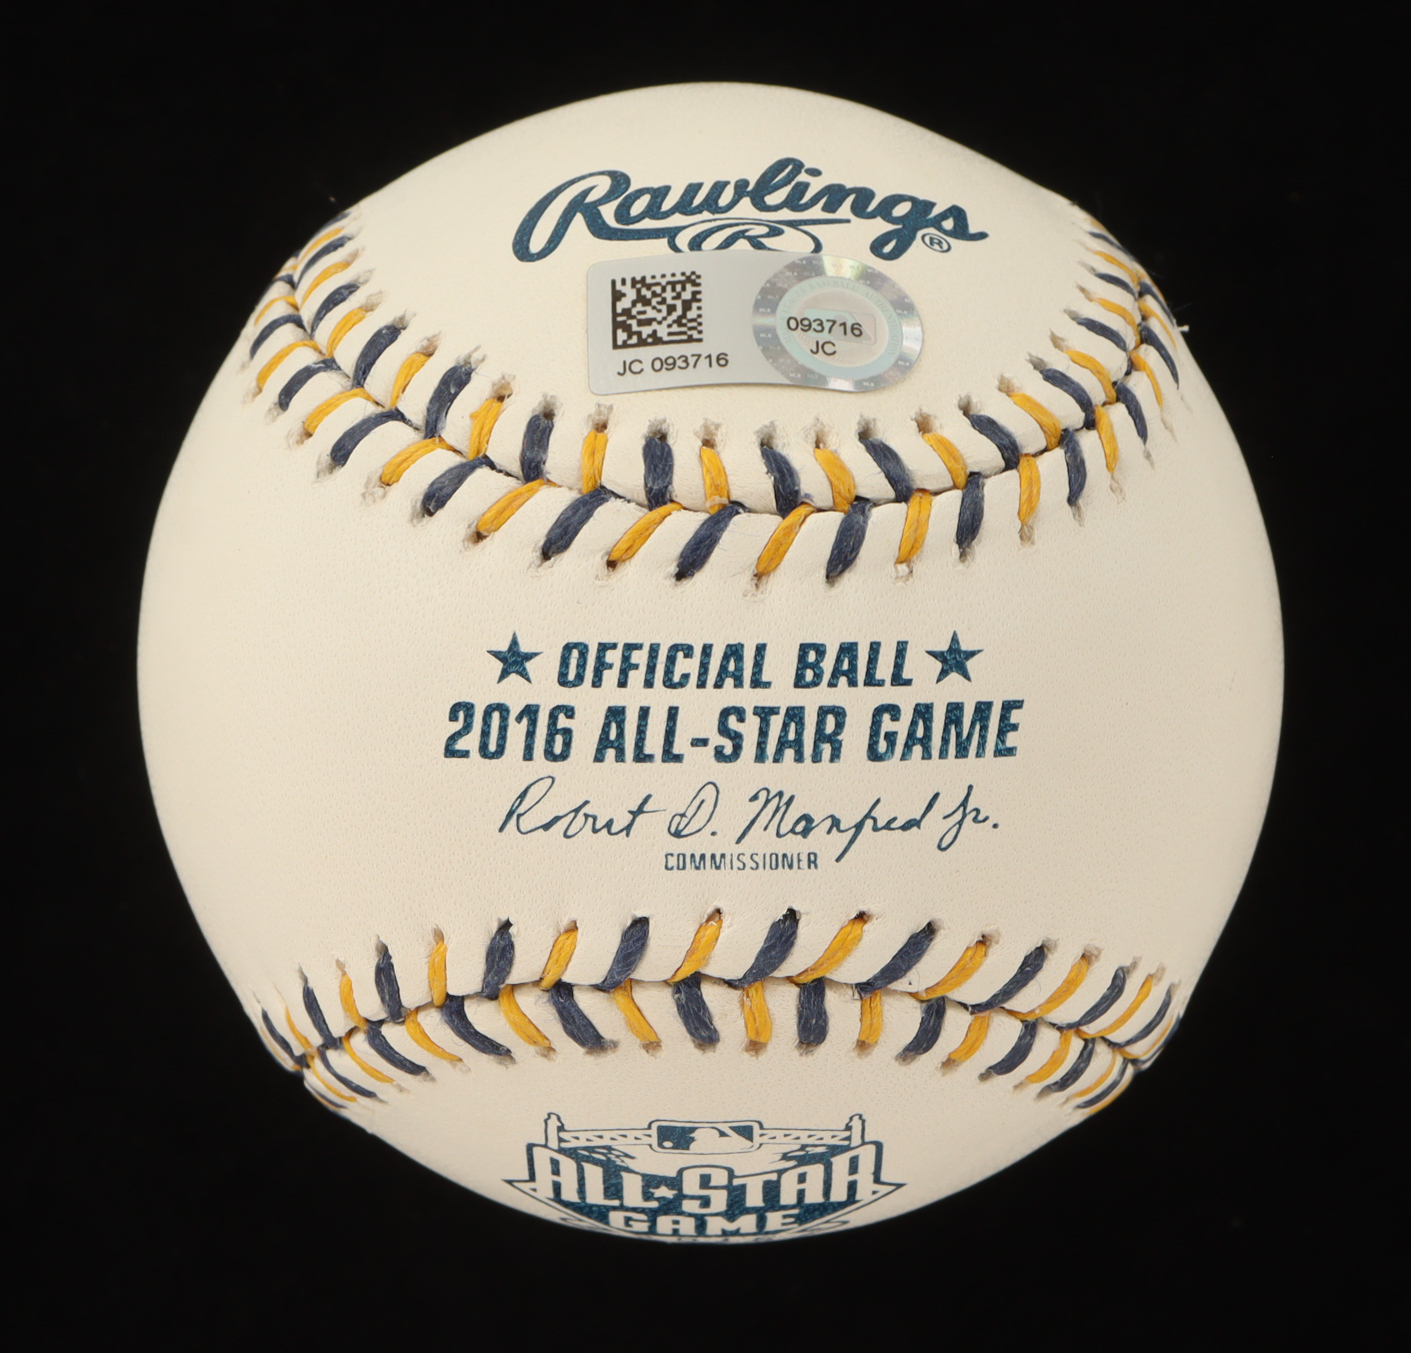 Rawlings®
R
JC 093716
093716
JC
OFFICIAL BALL
2016 ALL-STAR GAME
Robert D. Manfred Jr.
COMMISSIONER
ALL★STAR
GAME